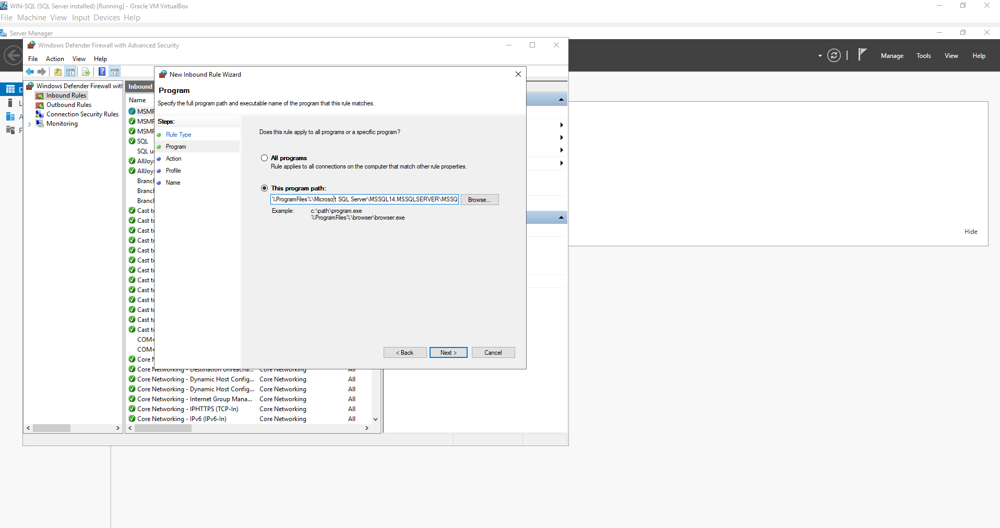 WIN-SQL (SQL Server installed) [Running] - Oracle VM VirtualBox
File Machine View Input Devices Help
Server Manager
Manage Tools View Help
Windows Defender Firewall with Advanced Security
File Action View Help
Windows Defender Firewall wit
Inbound Rules
Outbound Rules
Connection Security Rules
Monitoring
Inbound
Name
MSMP
MSMP
MSMP
SQL
SQL u
AllJoy
AllJoy
Branc
Branc
Branc
Cast t
Cast t
Cast t
Cast t
Cast t
Cast t
Cast t
Cast t
Cast t
Cast t
Cast t
Cast t
Cast t
COM+
COM+
Core N
Core Networking - Destination Unreacha... Core Networking All
Core Networking - Dynamic Host Config... Core Networking All
Core Networking - Dynamic Host Config... Core Networking All
Core Networking - Internet Group Mana... Core Networking All
Core Networking - IPHTTPS (TCP-In) Core Networking All
Core Networking - IPv6 (IPv6-In) Core Networking All
New Inbound Rule Wizard
Program
Specify the full program path and executable name of the program that this rule matches.
Steps:
Rule Type
Program
Action
Profile
Name
Does this rule apply to all programs or a specific program?
All programs
Rule applies to all connections on the computer that match other rule properties.
This program path:
%ProgramFiles%\Microsoft SQL Server\MSSQL14.MSSQLSERVER\MSSQ
Browse...
Example: c:\path\program.exe
%ProgramFiles%\browser\browser.exe
< Back Next > Cancel
Hide